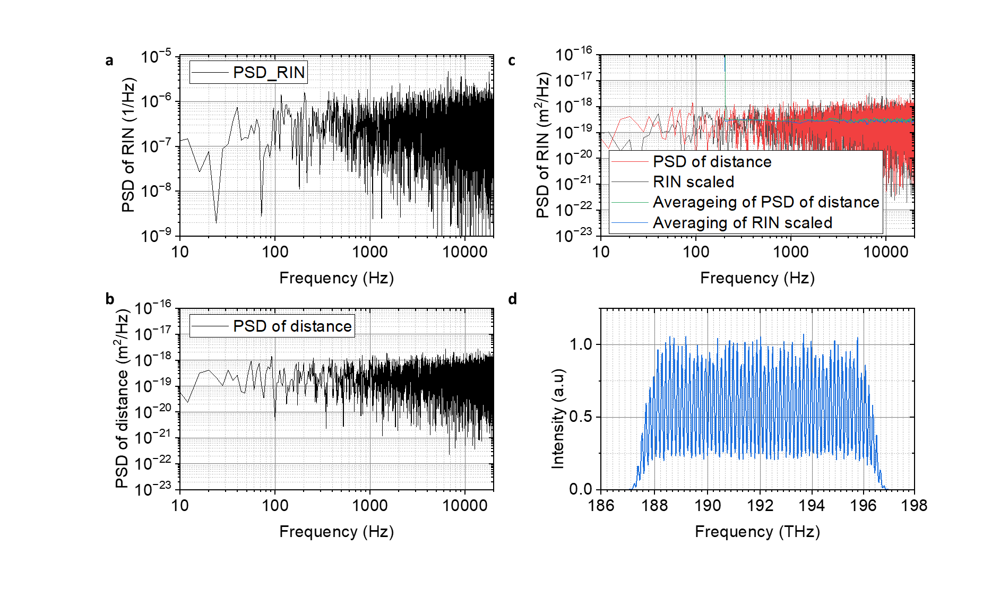 a
PSD of RIN (1/Hz)
10⁻⁵
10⁻⁶
10⁻⁷
10⁻⁸
10⁻⁹
PSD_RIN
10 100 1000 10000
Frequency (Hz)
c
PSD of RIN (m²/Hz)
10⁻¹⁶
10⁻¹⁷
10⁻¹⁸
10⁻¹⁹
10⁻²⁰
10⁻²¹
10⁻²²
10⁻²³
PSD of distance
RIN scaled
Averageing of PSD of distance
Averaging of RIN scaled
10 100 1000 10000
Frequency (Hz)
b
PSD of distance (m²/Hz)
10⁻¹⁶
10⁻¹⁷
10⁻¹⁸
10⁻¹⁹
10⁻²⁰
10⁻²¹
10⁻²²
10⁻²³
PSD of distance
10 100 1000 10000
Frequency (Hz)
d
Intensity (a.u)
1.0
0.5
0.0
186 188 190 192 194 196 198
Frequency (THz)